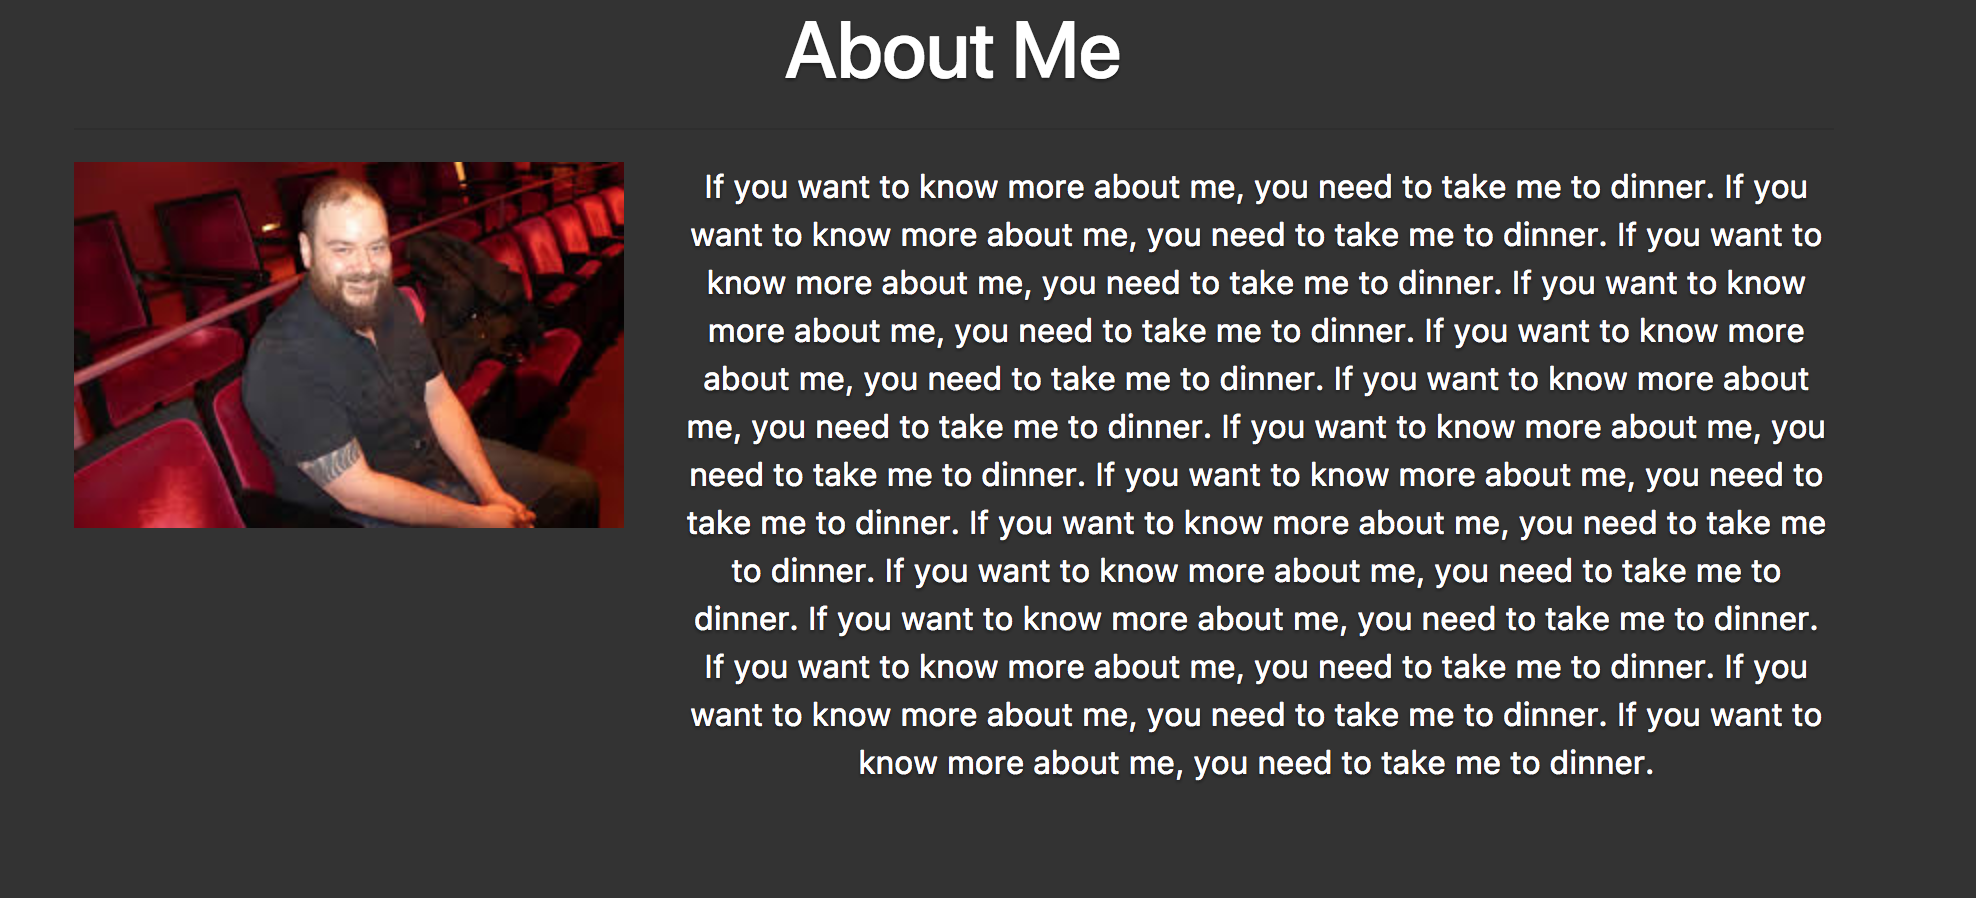 About Me
If you want to know more about me, you need to take me to dinner. If you
want to know more about me, you need to take me to dinner. If you want to
know more about me, you need to take me to dinner. If you want to know
more about me, you need to take me to dinner. If you want to know more
about me, you need to take me to dinner. If you want to know more about
me, you need to take me to dinner. If you want to know more about me, you
need to take me to dinner. If you want to know more about me, you need to
take me to dinner. If you want to know more about me, you need to take me
to dinner. If you want to know more about me, you need to take me to
dinner. If you want to know more about me, you need to take me to dinner.
If you want to know more about me, you need to take me to dinner. If you
want to know more about me, you need to take me to dinner. If you want to
know more about me, you need to take me to dinner.